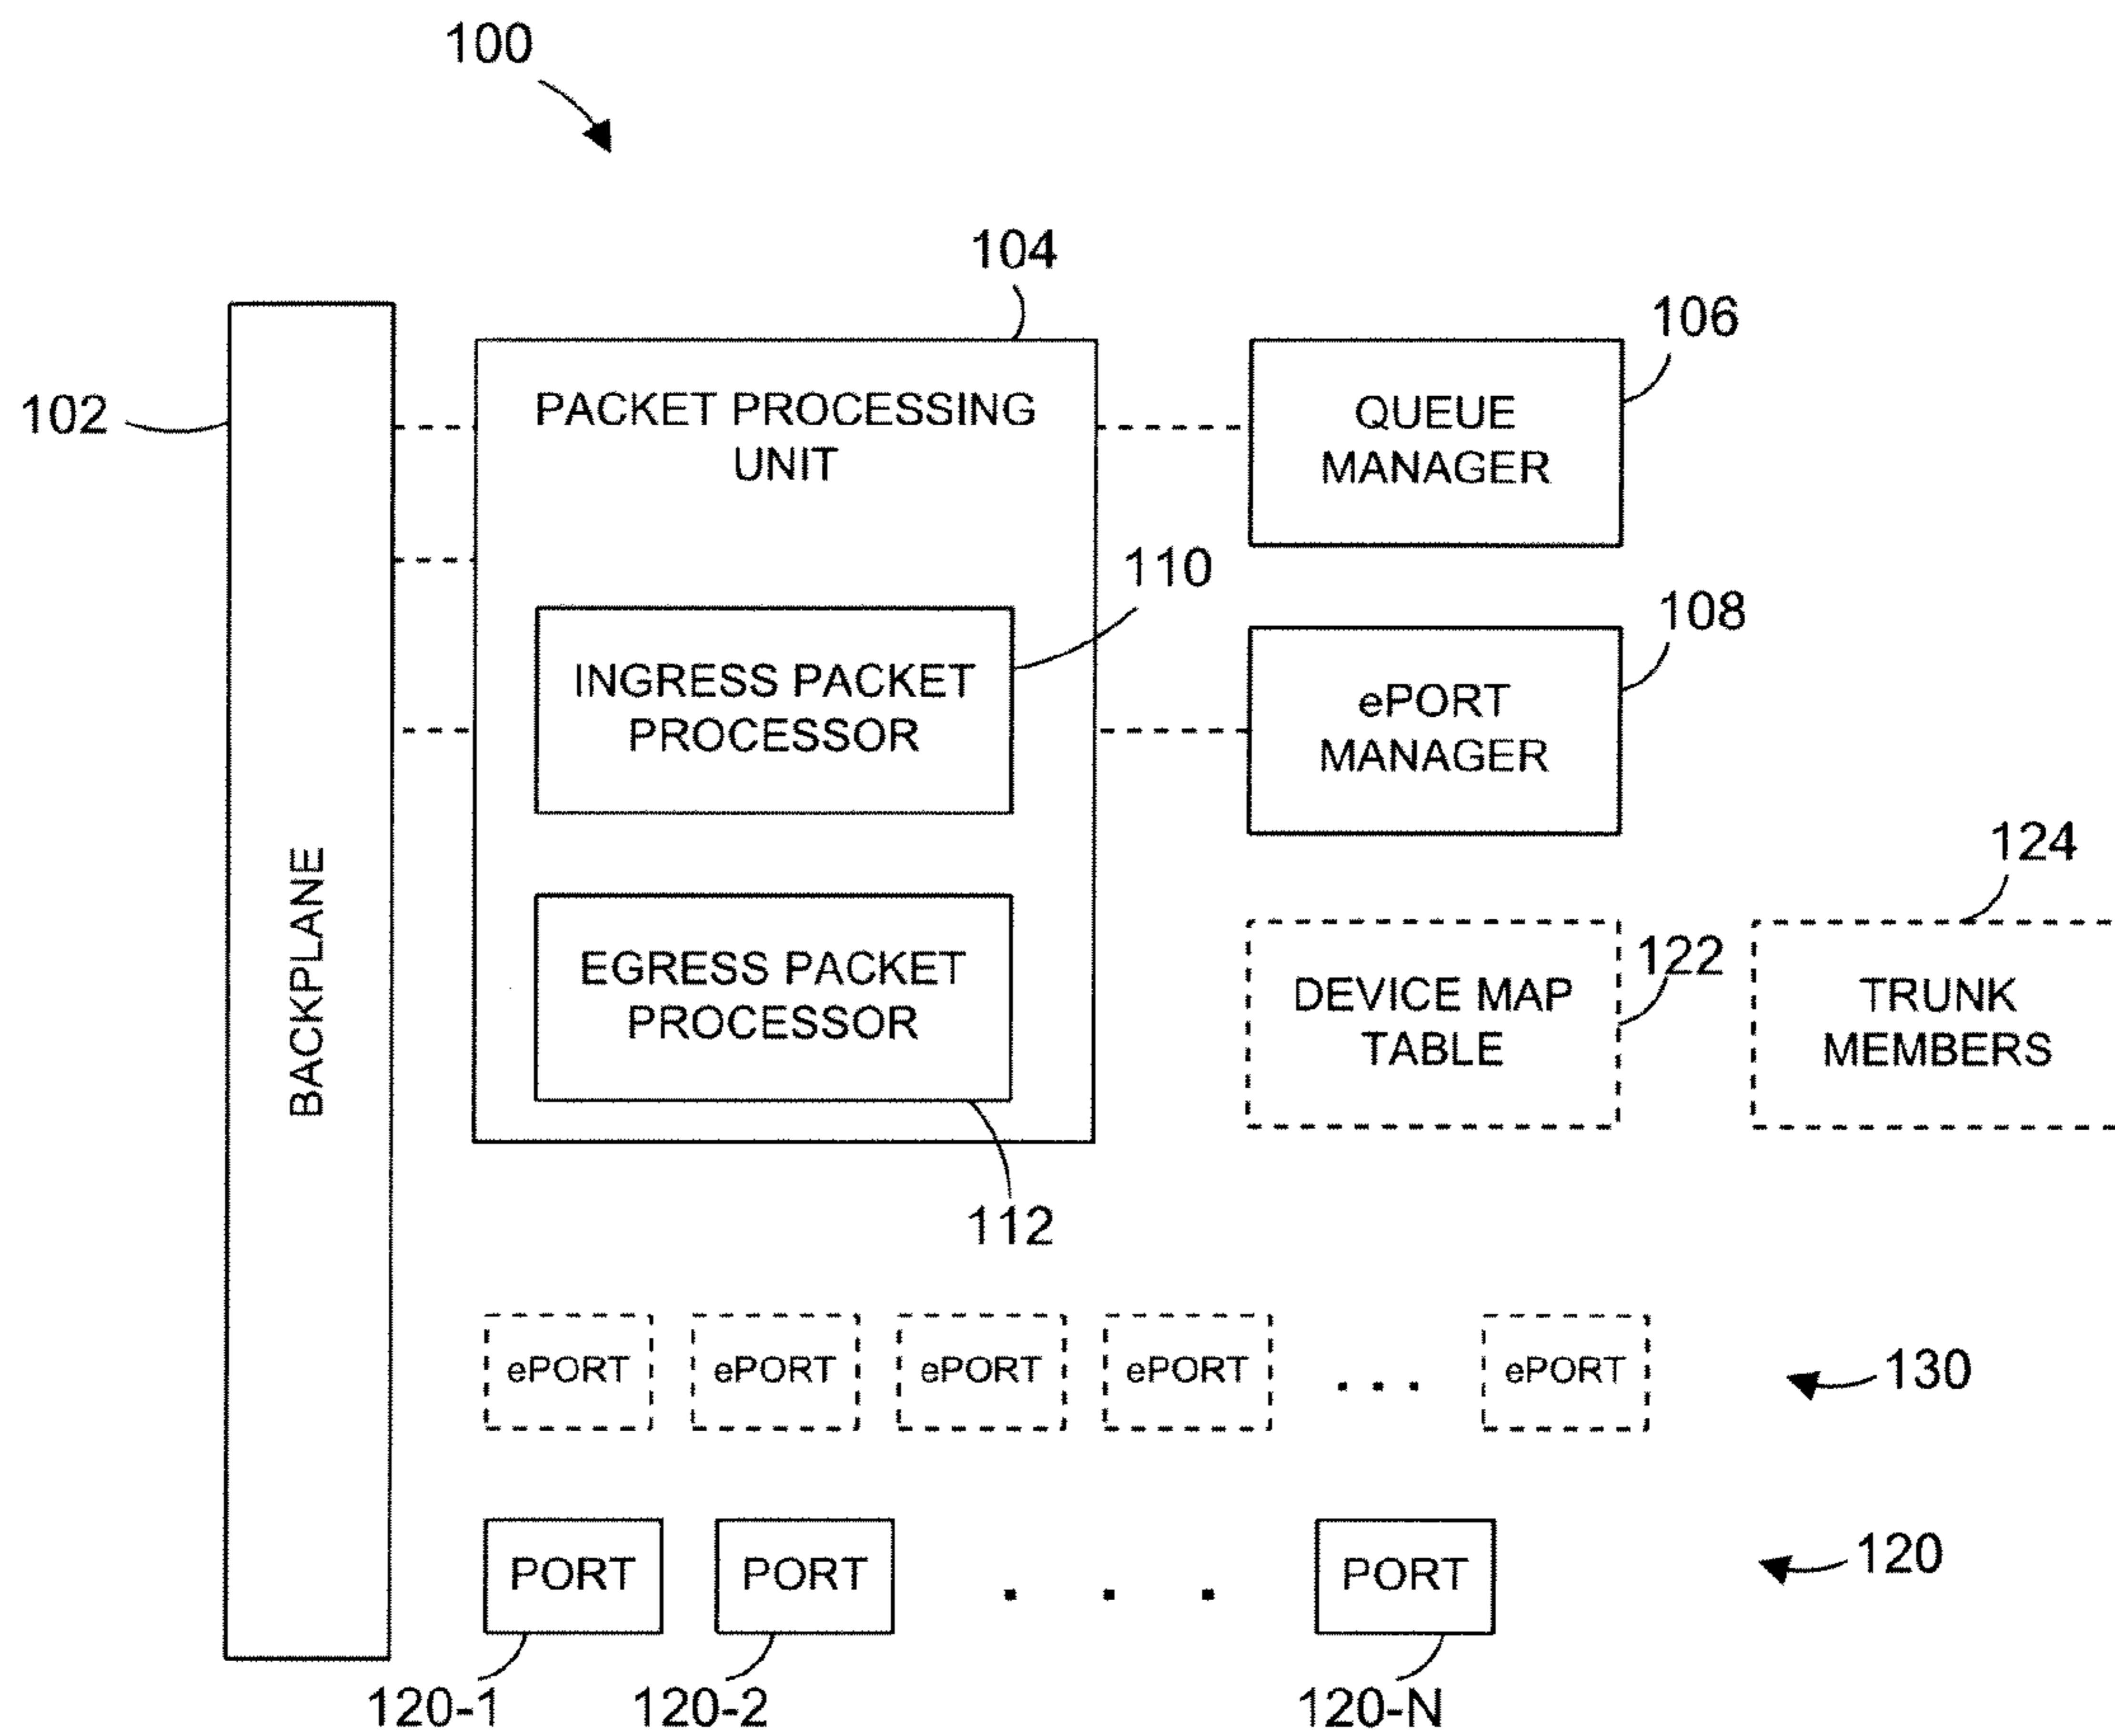 100
104
106
102
PACKET PROCESSING
UNIT
QUEUE
MANAGER
110
108
INGRESS PACKET
PROCESSOR
ePORT
MANAGER
124
BACKPLANE
EGRESS PACKET
PROCESSOR
122
DEVICE MAP
TABLE
TRUNK
MEMBERS
112
ePORT ePORT ePORT ePORT . . . ePORT
130
PORT PORT . . . PORT
120
120-1 120-2 120-N